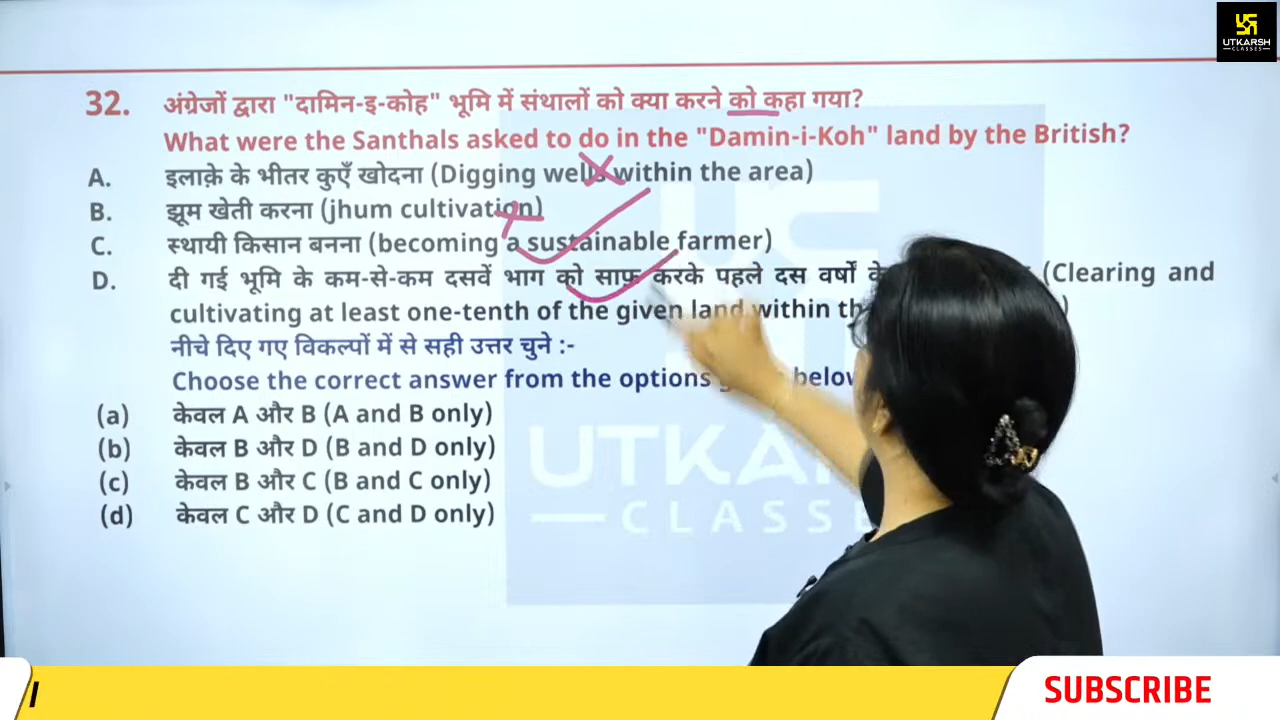 UTKARSH
CLASSES
32. अंग्रेजों द्वारा "दामिन-इ-कोह" भूमि में संथालों को क्या करने को कहा गया?
What were the Santhals asked to do in the "Damin-i-Koh" land by the British?
A. इलाक़े के भीतर कुएँ खोदना (Digging wells within the area)
B. झूम खेती करना (jhum cultivation)
C. स्थायी किसान बनना (becoming a sustainable farmer)
D. दी गई भूमि के कम-से-कम दसवें भाग को साफ़ करके पहले दस वर्षों (Clearing and
cultivating at least one-tenth of the given land within
नीचे दिए गए विकल्पों में से सही उत्तर चुने :-
Choose the correct answer from the options
(a) केवल A और B (A and B only)
(b) केवल B और D (B and D only)
(c) केवल B और C (B and C only)
(d) केवल C और D (C and D only)
SUBSCRIBE